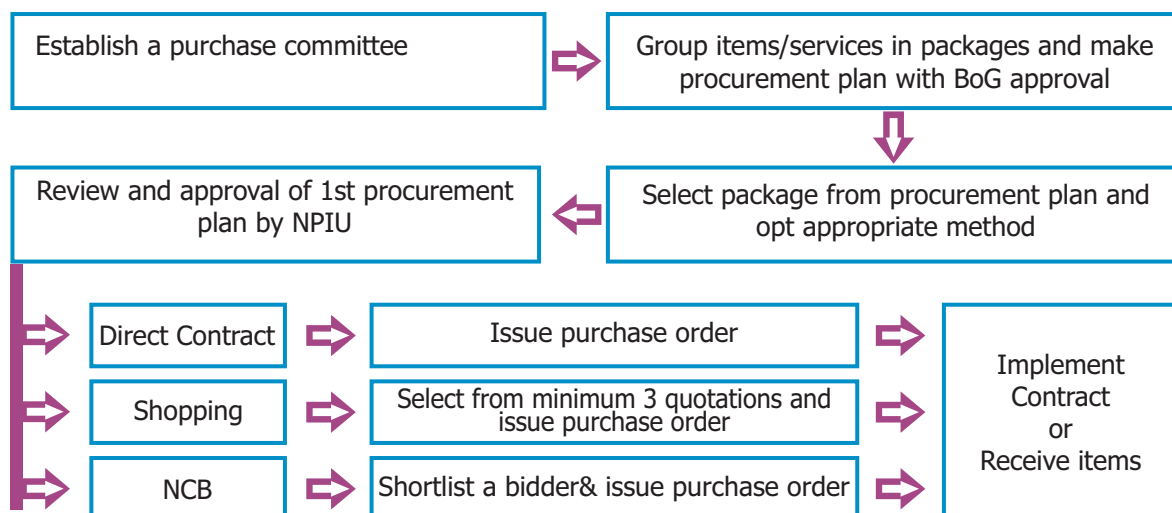 Establish a purchase committee
Group items/services in packages and make
procurement plan with BoG approval
Review and approval of 1st procurement
plan by NPIU
Select package from procurement plan and
opt appropriate method
Direct Contract
Issue purchase order
Shopping
Select from minimum 3 quotations and
issue purchase order
NCB
Shortlist a bidder& issue purchase order
Implement
Contract
or
Receive items